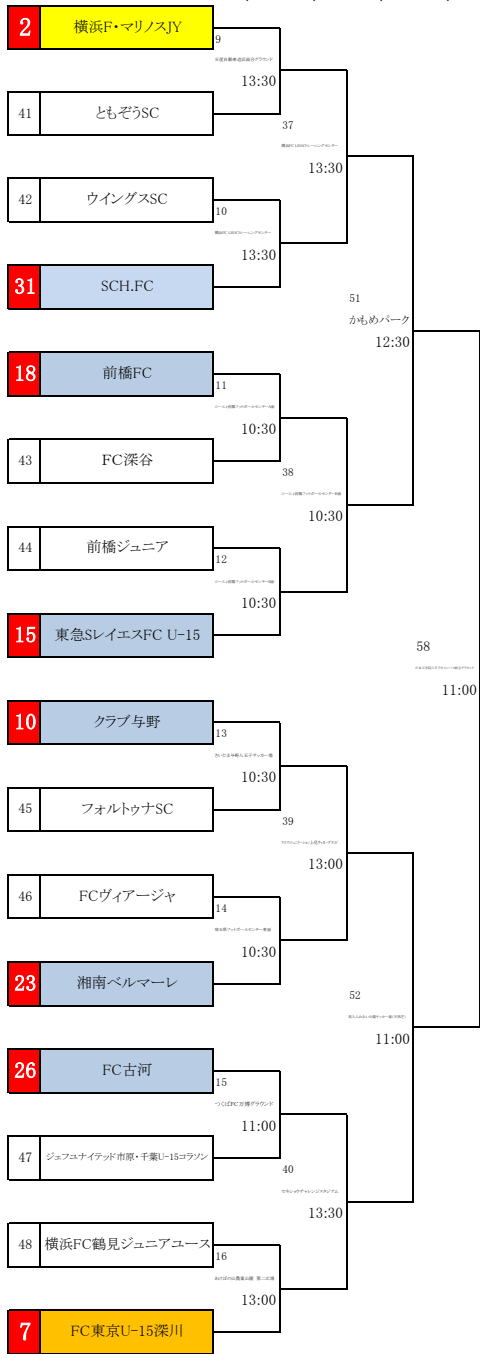 2 横浜F・マリノスJY
9
13:30
41 ともぞうSC
37
13:30
42 ウイングスSC
10
13:30
31 SCH.FC
51
かもめパーク
12:30
18 前橋FC
11
10:30
43 FC深谷
38
10:30
44 前橋ジュニア
12
10:30
15 東急SレイエスFC U-15
58
11:00
10 クラブ与野
13
10:30
45 フォルトゥナSC
39
13:00
46 FCヴィアージャ
14
10:30
23 湘南ベルマーレ
52
11:00
26 FC古河
15
つくばFC万博グラウンド
11:00
47 ジェフユナイテッド市原・千葉U-15コラソン
40
13:30
48 横浜FC鶴見ジュニアユース
16
13:00
7 FC東京U-15深川